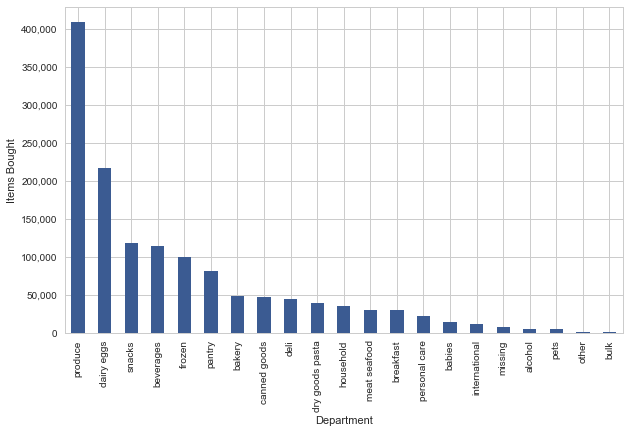 400,000
350,000
300,000
250,000
200,000
150,000
100,000
50,000
0
Items Bought
produce
dairy eggs
snacks
beverages
frozen
pantry
bakery
canned goods
deli
dry goods pasta
household
meat seafood
breakfast
personal care
babies
international
missing
alcohol
pets
other
bulk
Department